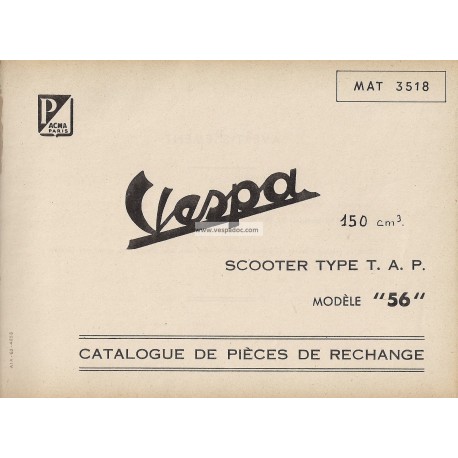 MAT 3518
P
ACMA
PARIS
Vespa
www.vespadoc.com
150 cm³.
SCOOTER TYPE T. A. P.
MODÈLE "56"
CATALOGUE DE PIÈCES DE RECHANGE